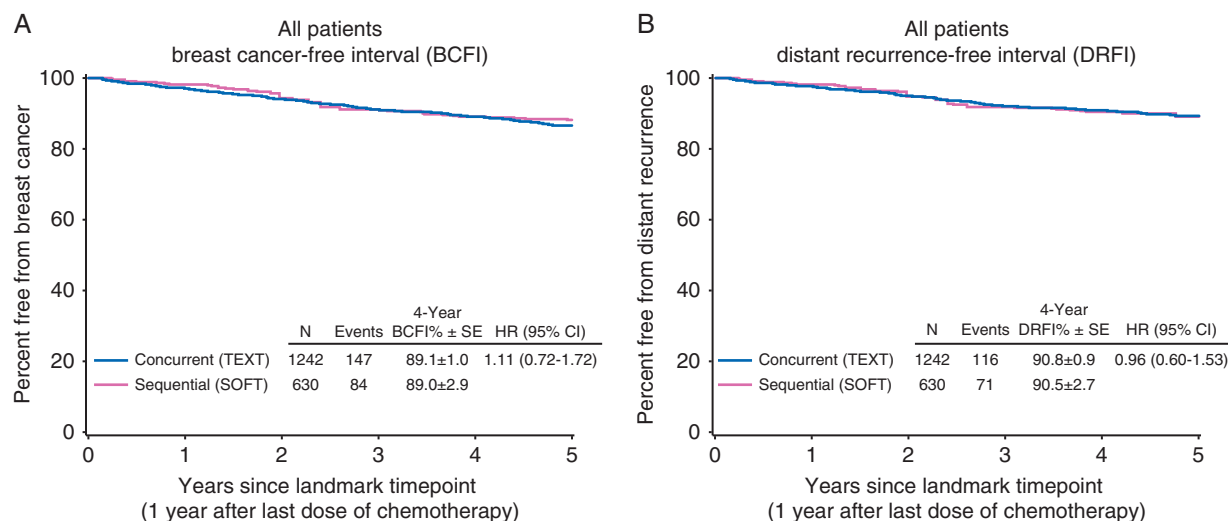 A
All patients
breast cancer-free interval (BCFI)
Percent free from breast cancer
100
80
60
40
20
0
4-Year
N Events BCFI% ± SE HR (95% CI)
Concurrent (TEXT) 1242 147 89.1±1.0 1.11 (0.72-1.72)
Sequential (SOFT) 630 84 89.0±2.9
0 1 2 3 4 5
Years since landmark timepoint
(1 year after last dose of chemotherapy)
B
All patients
distant recurrence-free interval (DRFI)
Percent free from distant recurrence
100
80
60
40
20
0
4-Year
N Events DRFI% ± SE HR (95% CI)
Concurrent (TEXT) 1242 116 90.8±0.9 0.96 (0.60-1.53)
Sequential (SOFT) 630 71 90.5±2.7
0 1 2 3 4 5
Years since landmark timepoint
(1 year after last dose of chemotherapy)